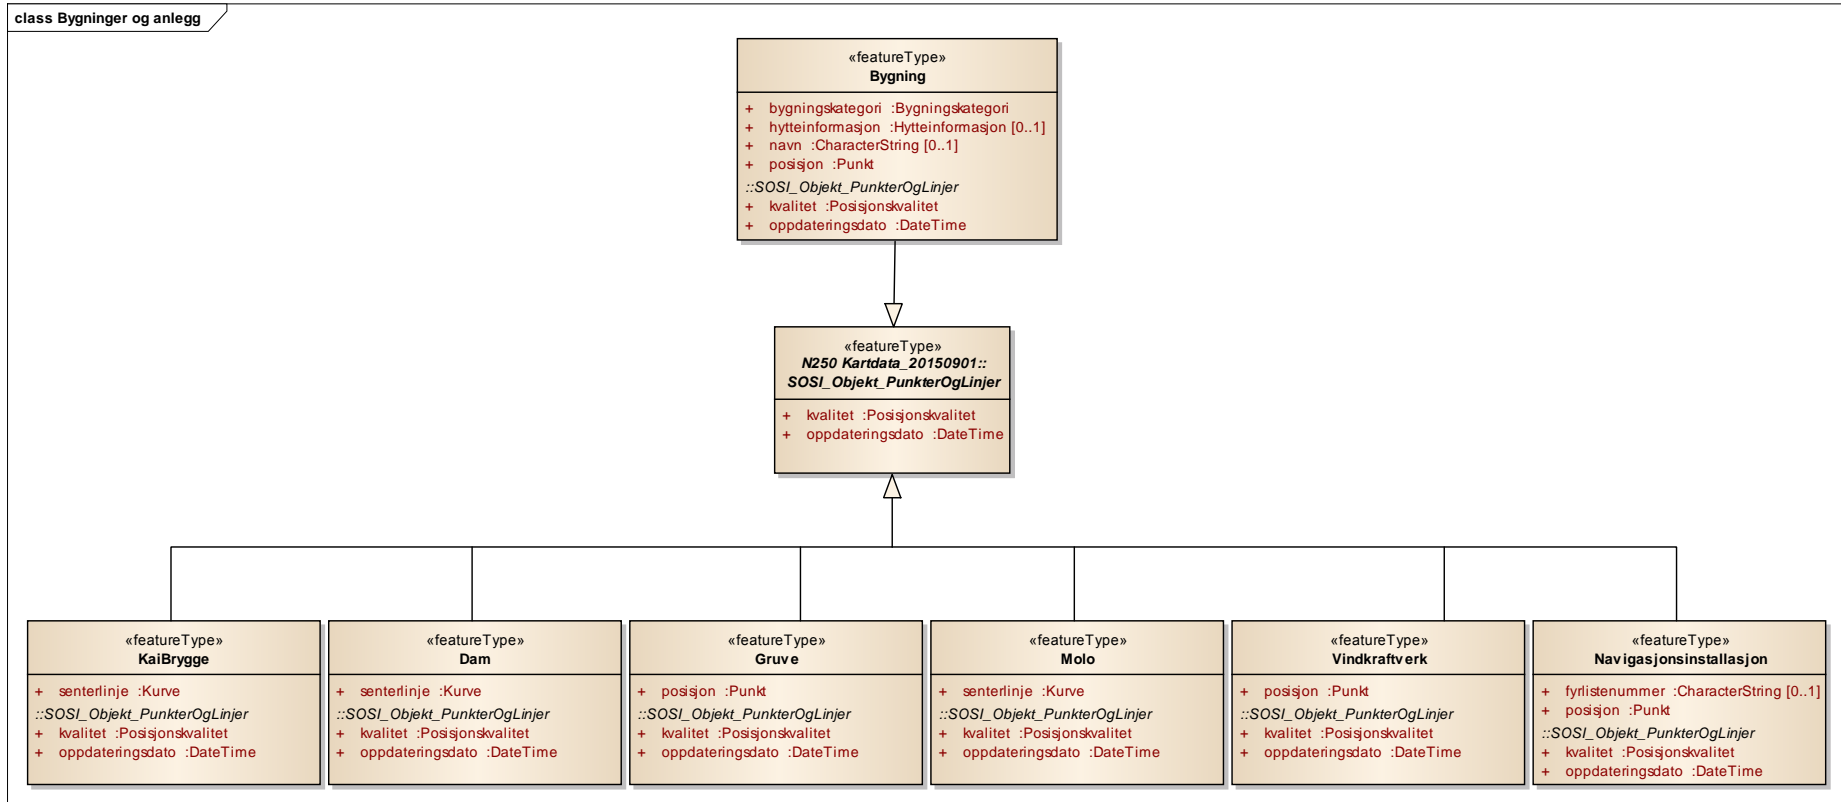 class Bygninger og anlegg
«featureType»
Bygning
+ bygningskategori :Bygningskategori
+ hytteinformasjon :Hytteinformasjon [0..1]
+ navn :CharacterString [0..1]
+ posisjon :Punkt
::SOSI_Objekt_PunkterOgLinjer
+ kvalitet :Posisjonskvalitet
+ oppdateringsdato :DateTime
«featureType»
N250 Kartdata_20150901::
SOSI_Objekt_PunkterOgLinjer
+ kvalitet :Posisjonskvalitet
+ oppdateringsdato :DateTime
«featureType»
KaiBrygge
+ senterlinje :Kurve
::SOSI_Objekt_PunkterOgLinjer
+ kvalitet :Posisjonskvalitet
+ oppdateringsdato :DateTime
«featureType»
Dam
+ senterlinje :Kurve
::SOSI_Objekt_PunkterOgLinjer
+ kvalitet :Posisjonskvalitet
+ oppdateringsdato :DateTime
«featureType»
Gruve
+ posisjon :Punkt
::SOSI_Objekt_PunkterOgLinjer
+ kvalitet :Posisjonskvalitet
+ oppdateringsdato :DateTime
«featureType»
Molo
+ senterlinje :Kurve
::SOSI_Objekt_PunkterOgLinjer
+ kvalitet :Posisjonskvalitet
+ oppdateringsdato :DateTime
«featureType»
Vindkraftverk
+ posisjon :Punkt
::SOSI_Objekt_PunkterOgLinjer
+ kvalitet :Posisjonskvalitet
+ oppdateringsdato :DateTime
«featureType»
Navigasjonsinstallasjon
+ fyrlistenummer :CharacterString [0..1]
+ posisjon :Punkt
::SOSI_Objekt_PunkterOgLinjer
+ kvalitet :Posisjonskvalitet
+ oppdateringsdato :DateTime